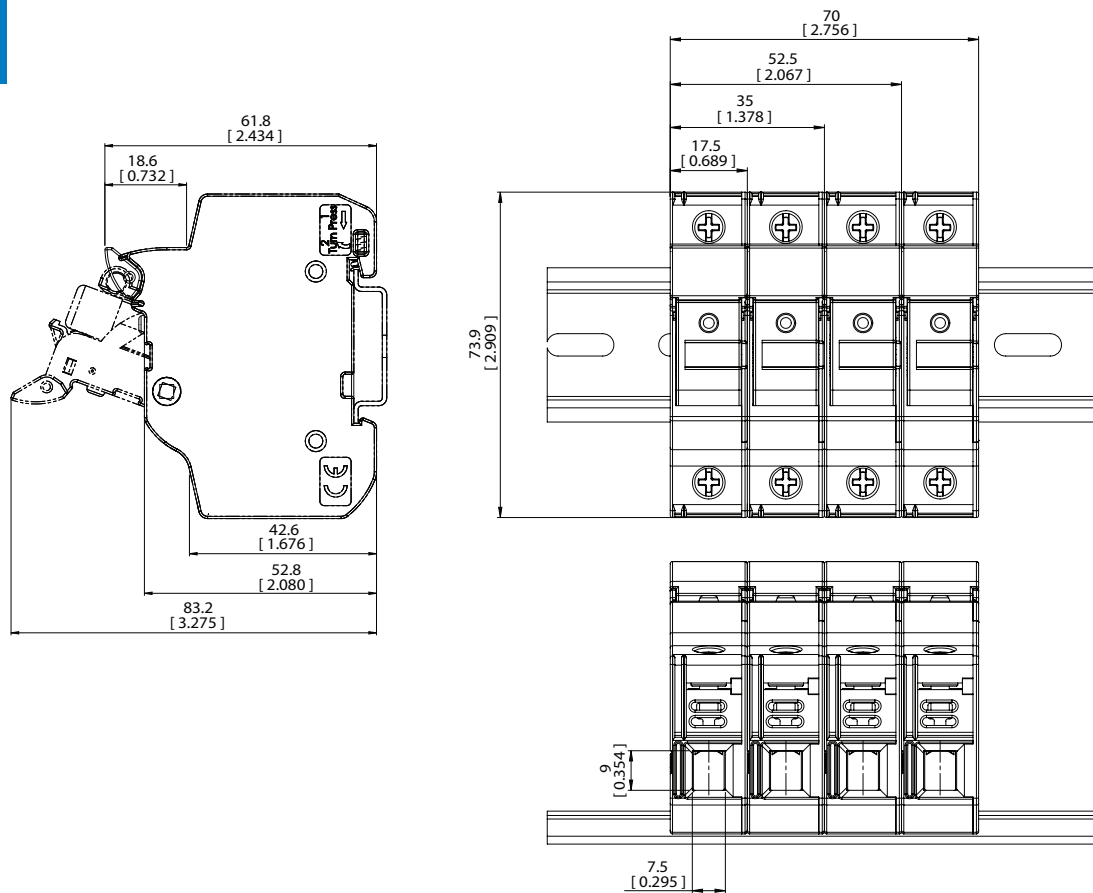 70
[ 2.756 ]
52.5
[ 2.067 ]
35
[ 1.378 ]
17.5
[ 0.689 ]
61.8
[ 2.434 ]
18.6
[ 0.732 ]
1
Press
2
Turn
73.9
[ 2.909 ]
CE
42.6
[ 1.676 ]
52.8
[ 2.080 ]
83.2
[ 3.275 ]
9
[ 0.354 ]
7.5
[ 0.295 ]